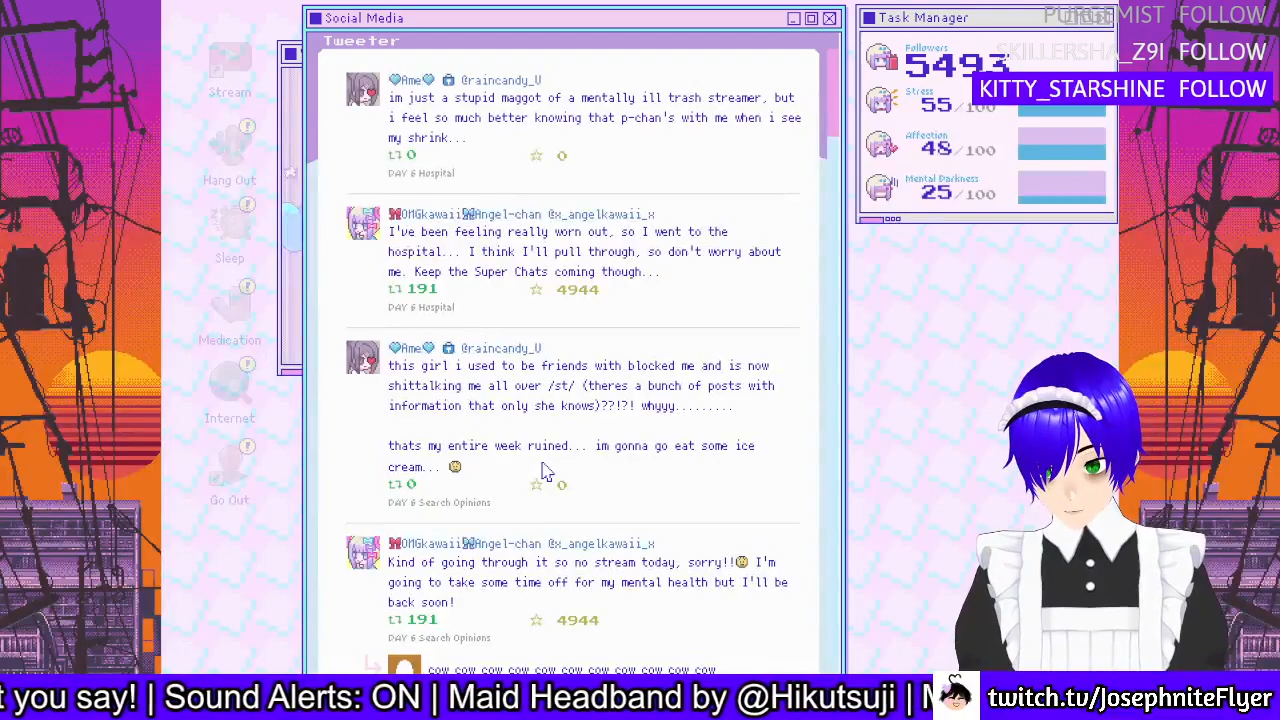 Social Media
Tweeter
Ame @raincandy_U
im just a stupid maggot of a mentally ill trash streamer, but
i feel so much better knowing that p-chan's with me when i see
my shrink...
0 0
DAY 6 Hospital
OMGkawaii Angel-chan @x_angelkawaii_x
I've been feeling really worn out, so I went to the
hospital... I think I'll pull through, so don't worry about
me. Keep the Super Chats coming though...
191 4944
DAY 6 Hospital
Ame @raincandy_U
this girl i used to be friends with blocked me and is now
shittalking me all over /st/ (theres a bunch of posts with
information that only she knows)??!?! whyyy.........
thats my entire week ruined... im gonna go eat some ice
cream...
0 0
DAY 6 Search Opinions
OMGkawaii Angel-chan @x_angelkawaii_x
Kind of going through it so no stream today, sorry!! I'm
going to take some time off for my mental health but I'll be
back soon!
191 4944
DAY 6 Search Opinions
Stream
Hang Out
Sleep
Medication
Internet
Go Out
Task Manager
Followers
5493
Stress
55/100
Affection
48/100
Mental Darkness
25/100
FOLLOW
SKILLERSHA_Z9I FOLLOW
KITTY_STARSHINE FOLLOW
t you say! | Sound Alerts: ON | Maid Headband by @Hikutsuji |
twitch.tv/JosephniteFlyer